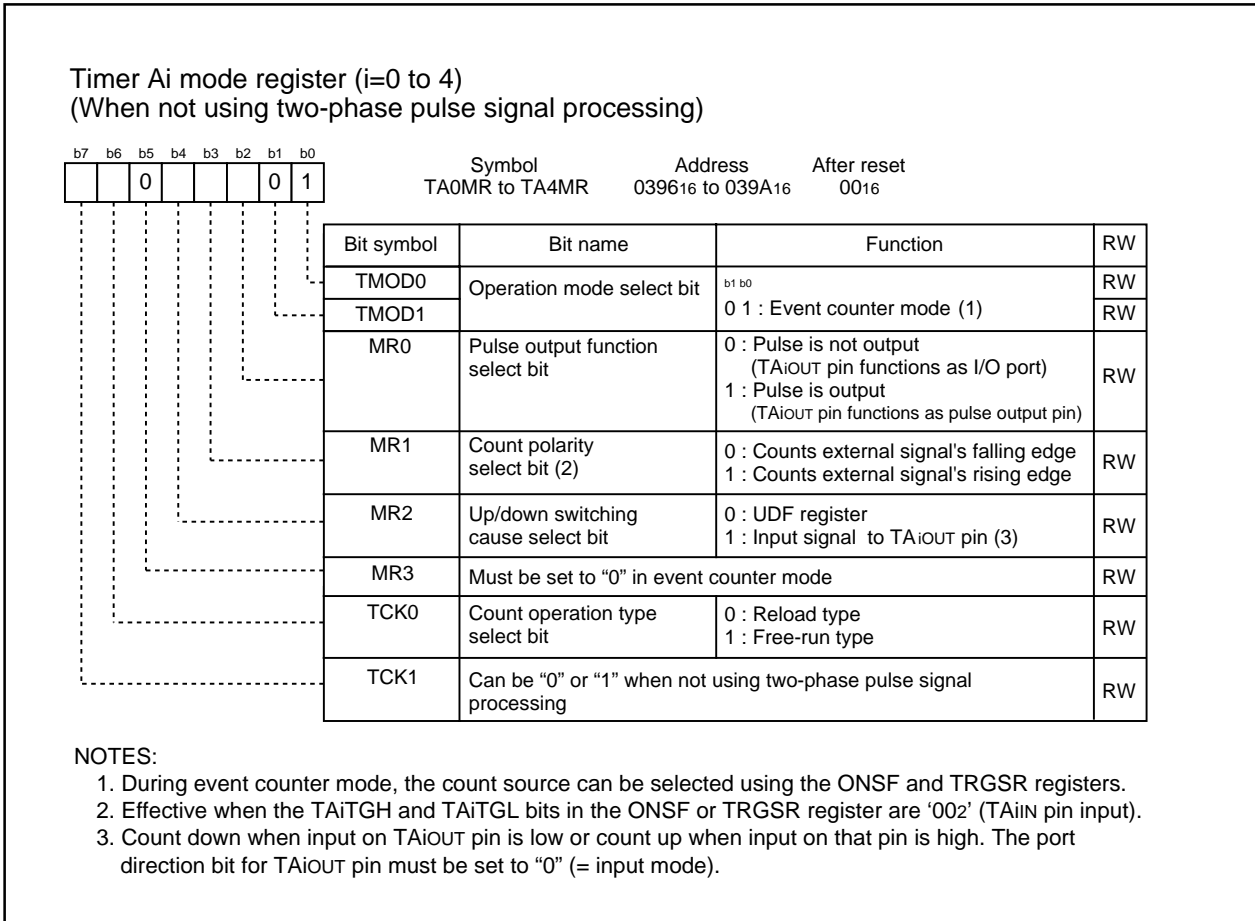 Timer Ai mode register (i=0 to 4)
(When not using two-phase pulse signal processing)
b7 b6 b5 b4 b3 b2 b1 b0
0 0 1
Symbol Address After reset
TA0MR to TA4MR 039616 to 039A16 0016
Bit symbol Bit name Function RW
TMOD0 Operation mode select bit b1 b0 RW
TMOD1 0 1 : Event counter mode (1) RW
MR0 Pulse output function
select bit
0 : Pulse is not output
(TAiOUT pin functions as I/O port)
1 : Pulse is output
(TAiOUT pin functions as pulse output pin)
RW
MR1 Count polarity
select bit (2)
0 : Counts external signal's falling edge
1 : Counts external signal's rising edge
RW
MR2 Up/down switching
cause select bit
0 : UDF register
1 : Input signal to TAiOUT pin (3)
RW
MR3 Must be set to “0” in event counter mode RW
TCK0 Count operation type
select bit
0 : Reload type
1 : Free-run type
RW
TCK1 Can be “0” or “1” when not using two-phase pulse signal
processing
RW
NOTES:
1. During event counter mode, the count source can be selected using the ONSF and TRGSR registers.
2. Effective when the TAiTGH and TAiTGL bits in the ONSF or TRGSR register are ‘002’ (TAiIN pin input).
3. Count down when input on TAiOUT pin is low or count up when input on that pin is high. The port
direction bit for TAiOUT pin must be set to “0” (= input mode).